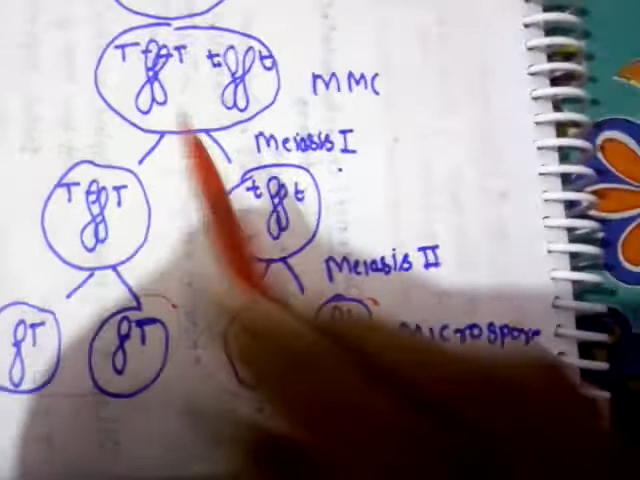 T T t t MMC
Meiosis I
T T t t
Meiosis II
T T